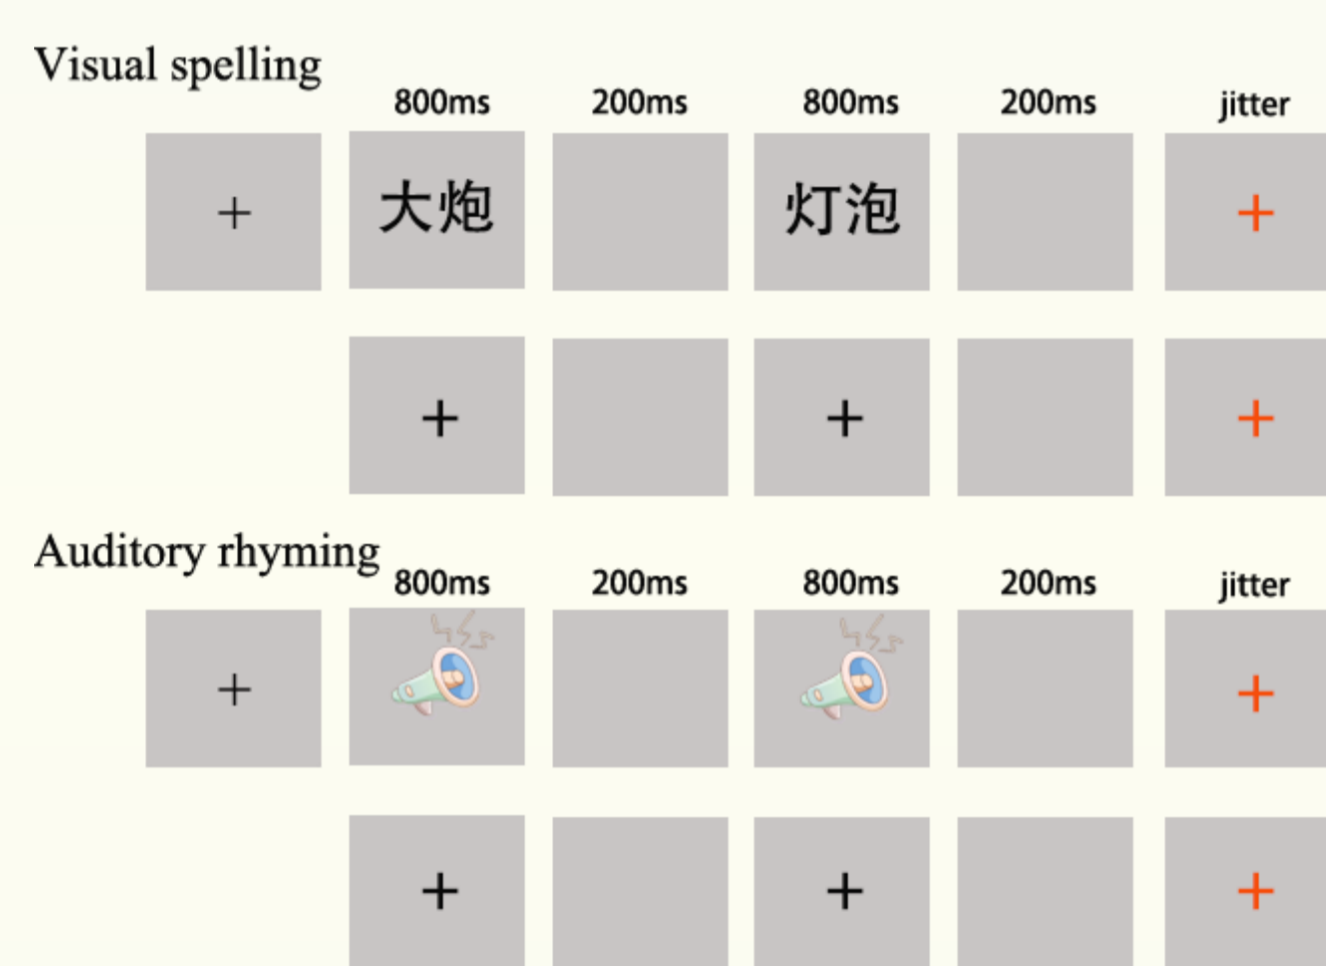 Visual spelling
800ms 200ms 800ms 200ms jitter
大炮 灯泡
Auditory rhyming
800ms 200ms 800ms 200ms jitter